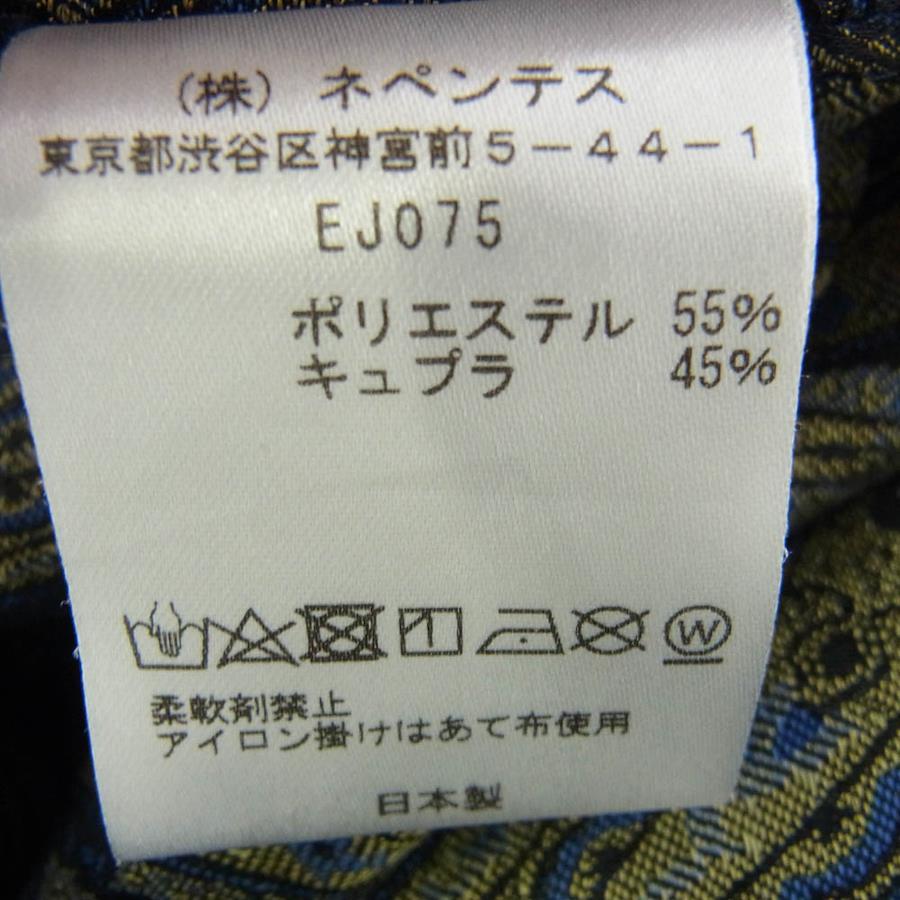 (株) ネペンテス
東京都渋谷区神宮前5-44-1
EJ075
ポリエステル 55%
キュプラ 45%
W
柔軟剤禁止
アイロン掛けはあて布使用
日本製